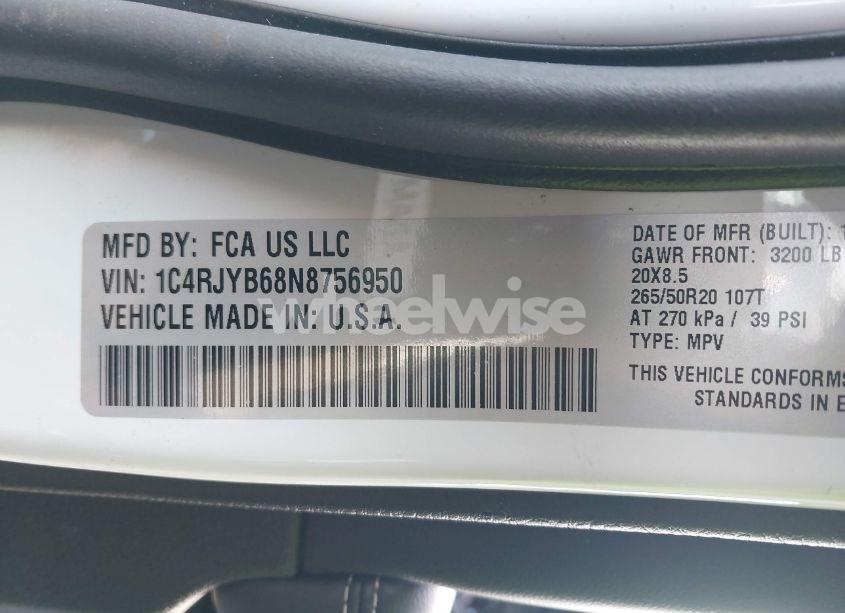 MFD BY: FCA US LLC
VIN: 1C4RJYB68N8756950
VEHICLE MADE IN: U.S.A.
wheelwise
DATE OF MFR (BUILT): 1
GAWR FRONT: 3200 LB
20X8.5
265/50R20 107T
AT 270 kPa / 39 PSI
TYPE: MPV
THIS VEHICLE CONFORMS
STANDARDS IN E